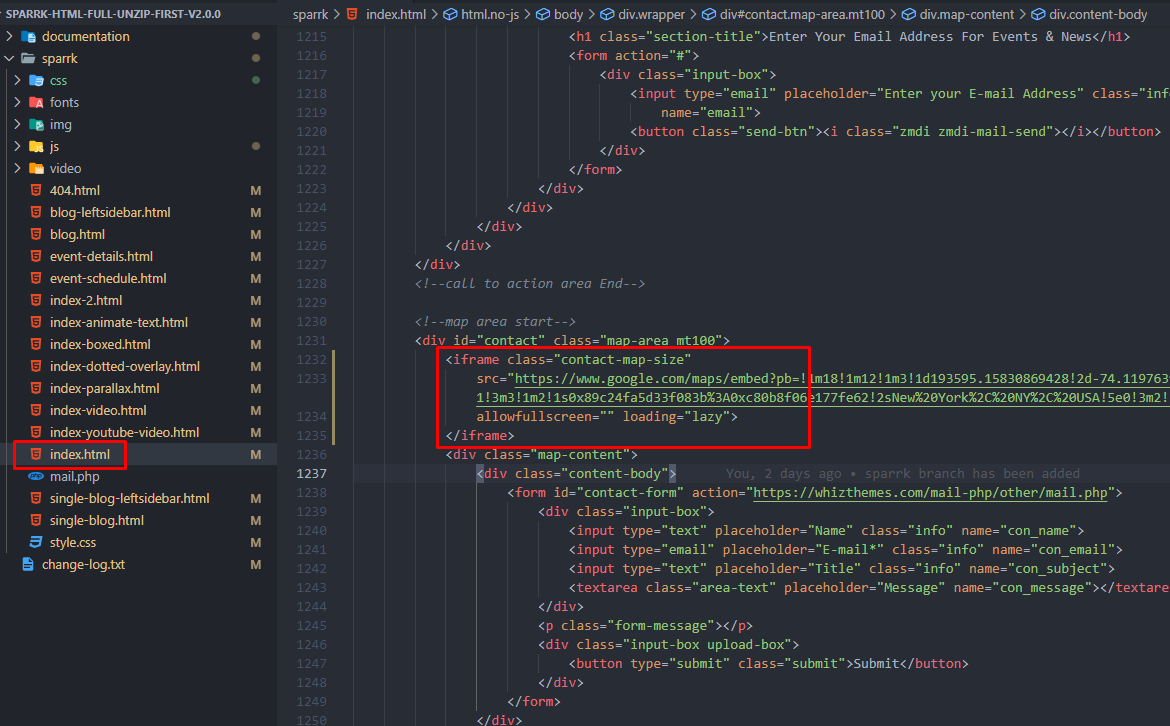 SPARRK-HTML-FULL-UNZIP-FIRST-V2.0.0
documentation
sparrk
css
fonts
img
js
video
404.html M
blog-leftsidebar.html M
blog.html M
event-details.html M
event-schedule.html M
index-2.html M
index-animate-text.html M
index-boxed.html M
index-dotted-overlay.html M
index-parallax.html M
index-video.html M
index-youtube-video.html M
index.html M
mail.php
single-blog-leftsidebar.html M
single-blog.html M
style.css M
change-log.txt M
sparrk > index.html > html.no-js > body > div.wrapper > div#contact.map-area.mt100 > div.map-content > div.content-body
1215 <h1 class="section-title">Enter Your Email Address For Events & News</h1>
1216 <form action="#">
1217 <div class="input-box">
1218 <input type="email" placeholder="Enter your E-mail Address" class="info
1219 name="email">
1220 <button class="send-btn"><i class="zmdi zmdi-mail-send"></i></button>
1221 </div>
1222 </form>
1223 </div>
1224 </div>
1225 </div>
1226 </div>
1227 </div>
1228 <!--call to action area End-->
1229
1230 <!--map area start-->
1231 <div id="contact" class="map-area mt100">
1232 <iframe class="contact-map-size"
1233 src="https://www.google.com/maps/embed?pb=!1m18!1m12!1m3!1d193595.15830869428!2d-74.119763
1!3m3!1m2!1s0x89c24fa5d33f083b%3A0xc80b8f06e177fe62!2sNew%20York%2C%20NY%2C%20USA!5e0!3m2!
1234 allowfullscreen="" loading="lazy">
1235 </iframe>
1236 <div class="map-content">
1237 <div class="content-body"> You, 2 days ago • sparrk branch has been added
1238 <form id="contact-form" action="https://whizthemes.com/mail-php/other/mail.php">
1239 <div class="input-box">
1240 <input type="text" placeholder="Name" class="info" name="con_name">
1241 <input type="email" placeholder="E-mail*" class="info" name="con_email">
1242 <input type="text" placeholder="Title" class="info" name="con_subject">
1243 <textarea class="area-text" placeholder="Message" name="con_message"></textare
1244 </div>
1245 <p class="form-message"></p>
1246 <div class="input-box upload-box">
1247 <button type="submit" class="submit">Submit</button>
1248 </div>
1249 </form>
1250 </div>